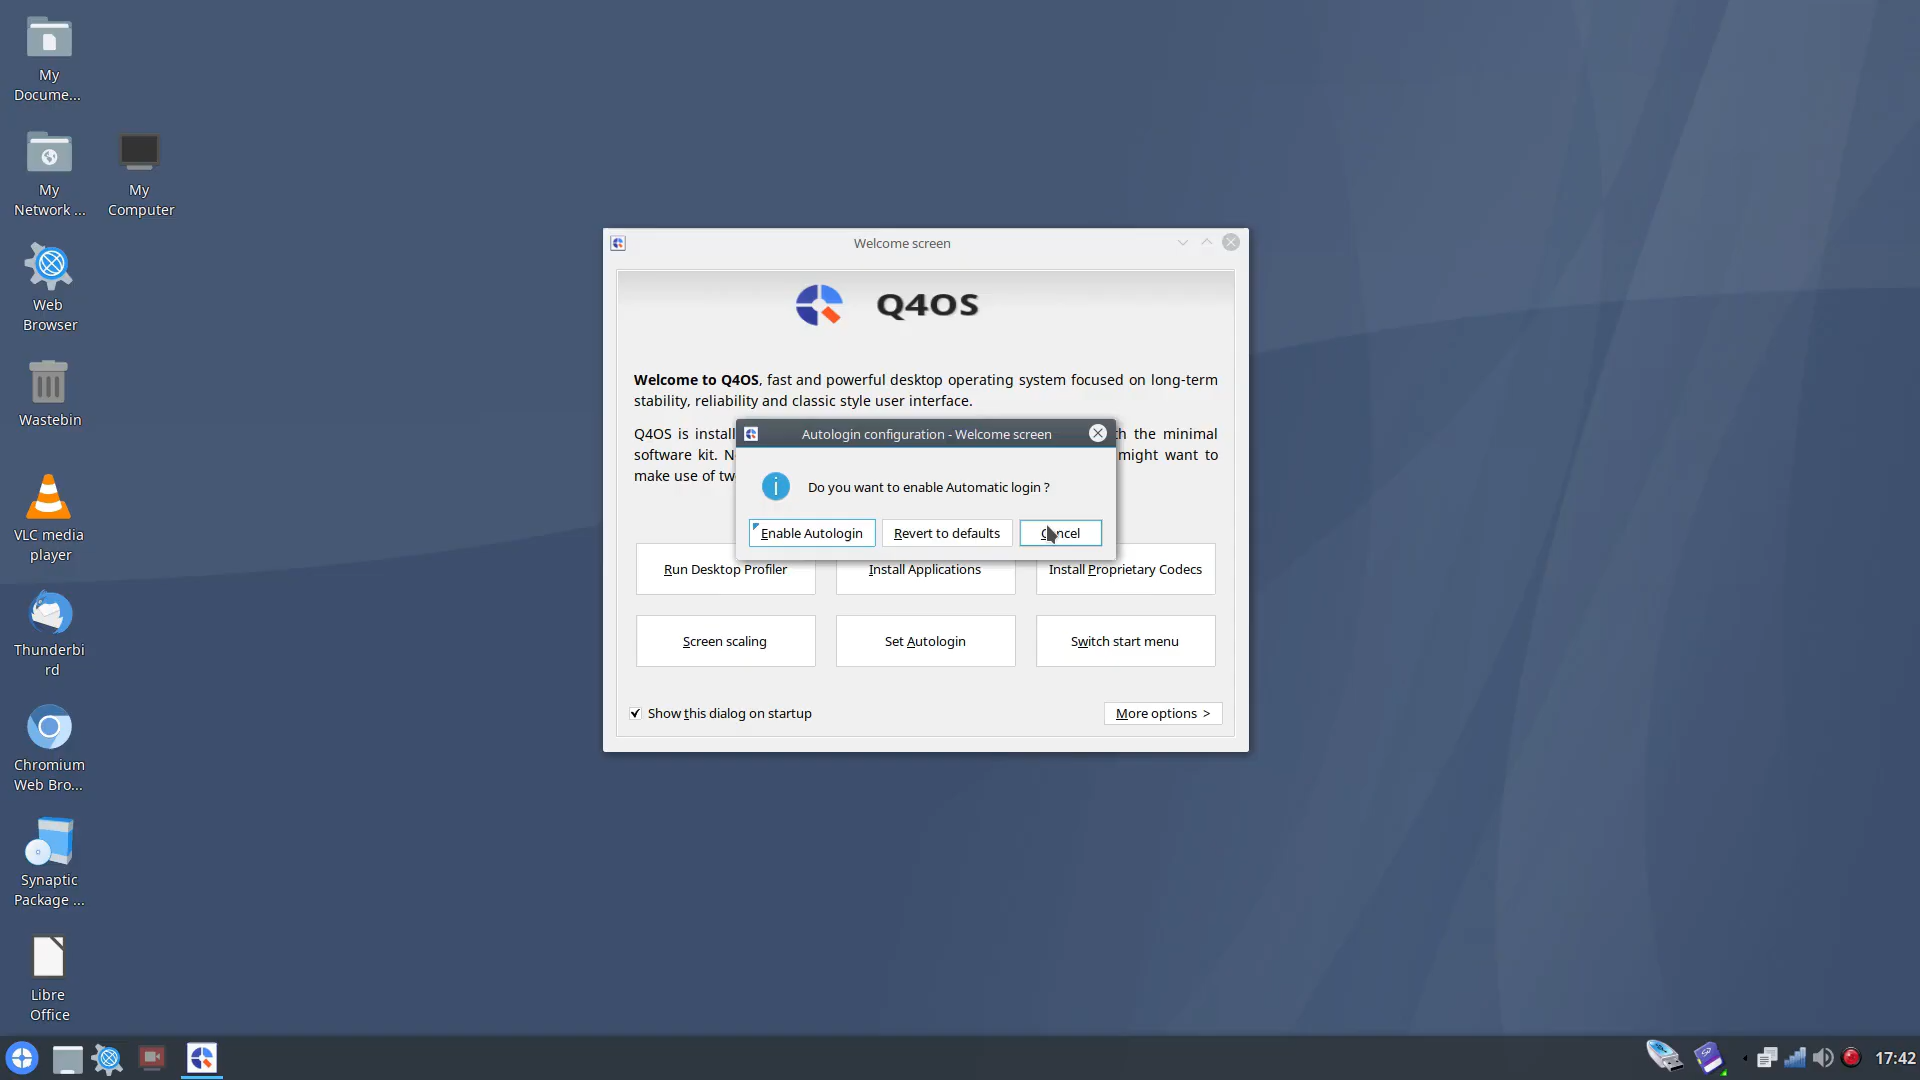 My
Docume...
My
Network ...
My
Computer
Web
Browser
Wastebin
VLC media
player
Thunderbi
rd
Chromium
Web Bro...
Synaptic
Package ...
Libre
Office
Welcome screen
Q4OS
Welcome to Q4OS, fast and powerful desktop operating system focused on long-term
stability, reliability and classic style user interface.
Q4OS is install
the minimal
software kit.
might want to
make use of tw
Autologin configuration - Welcome screen
Do you want to enable Automatic login ?
Enable Autologin
Revert to defaults
Cancel
Run Desktop Profiler
Install Applications
Install Proprietary Codecs
Screen scaling
Set Autologin
Switch start menu
Show this dialog on startup
More options >
17:42